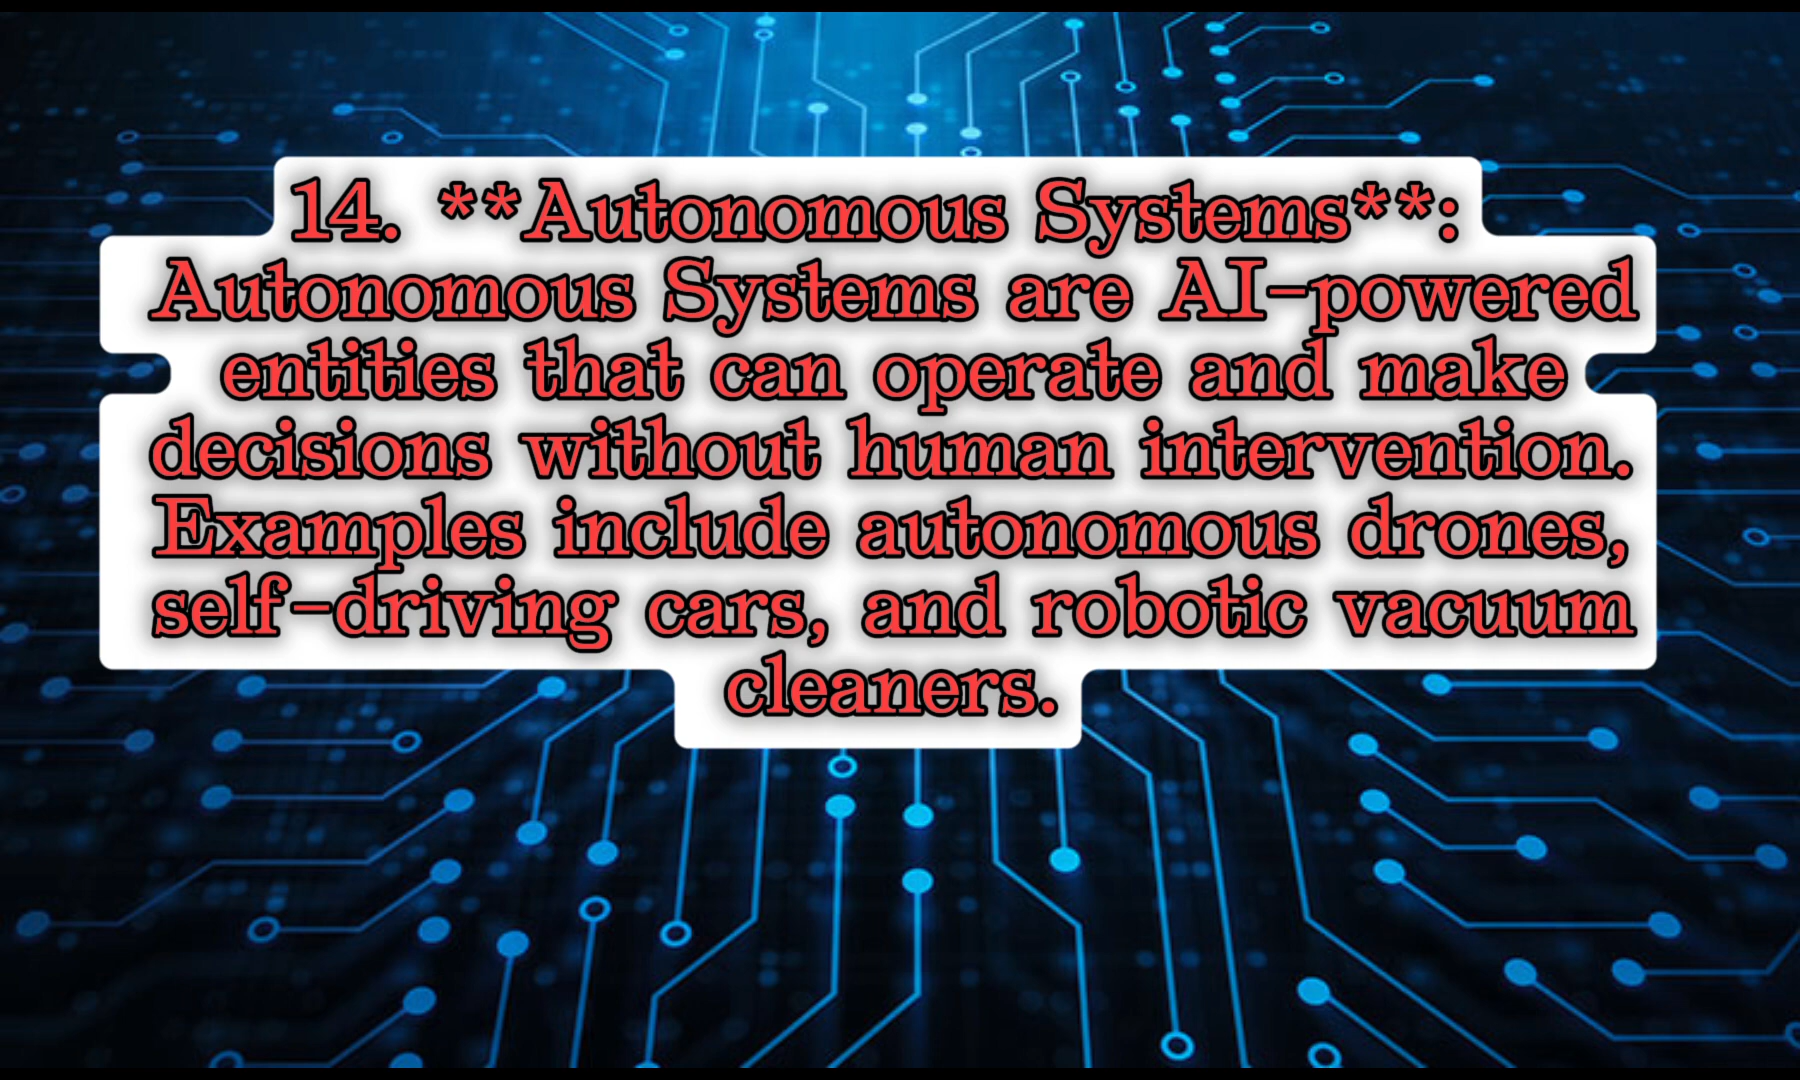 14. **Autonomous Systems**:
Autonomous Systems are AI-powered
entities that can operate and make
decisions without human intervention.
Examples include autonomous drones,
self-driving cars, and robotic vacuum
cleaners.